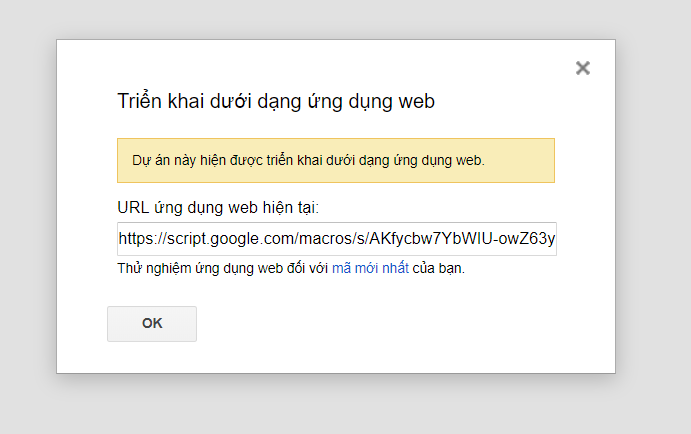 Triển khai dưới dạng ứng dụng web
Dự án này hiện được triển khai dưới dạng ứng dụng web.
URL ứng dụng web hiện tại:
https://script.google.com/macros/s/AKfycbw7YbWIU-owZ63y
Thử nghiệm ứng dụng web đối với mã mới nhất của bạn.
OK